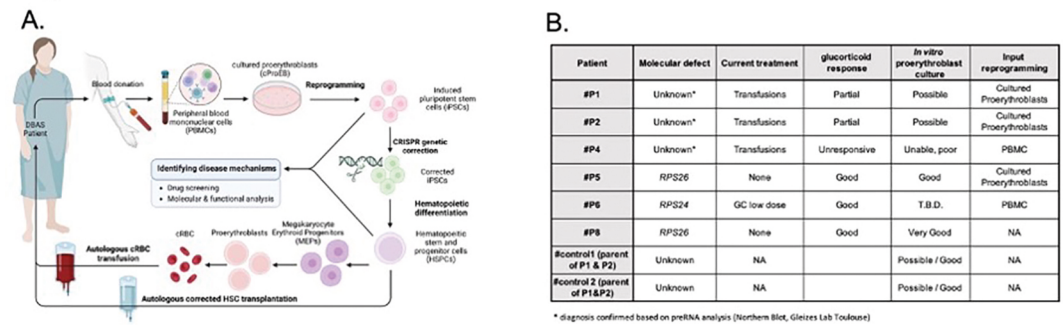 A.
Blood donation
Peripheral blood
mononuclear cells
(PBMCs)
cultured proerythroblasts
(cProEB)
Reprogramming
Induced
pluripotent stem
cells (iPSCs)
DBAS
Patient
CRISPR genetic
correction
Corrected
iPSCs
Identifying disease mechanisms
• Drug screening
• Molecular & functional analysis
Hematopoietic
differentiation
Hematopoietic
stem and
progenitor cells
(HSPCs)
Megakaryocyte
Erythroid Progenitors
(MEPs)
Proerythroblasts
cRBC
Autologous cRBC
transfusion
Autologous corrected HSC transplantation
B.
Patient Molecular defect Current treatment glucorticoid response In vitro proerythroblast culture Input reprogramming
#P1 Unknown* Transfusions Partial Possible Cultured Proerythroblasts
#P2 Unknown* Transfusions Partial Possible Cultured Proerythroblasts
#P4 Unknown* Transfusions Unresponsive Unable, poor PBMC
#P5 RPS26 None Good Good Cultured Proerythroblasts
#P6 RPS24 GC low dose Good T.B.D. PBMC
#P8 RPS26 None Good Very Good NA
#control1 (parent of P1 & P2) Unknown NA Possible / Good NA
#control 2 (parent of P1&P2) Unknown NA Possible / Good NA
* diagnosis confirmed based on preRNA analysis (Northern Blot, Gleizes Lab Toulouse)